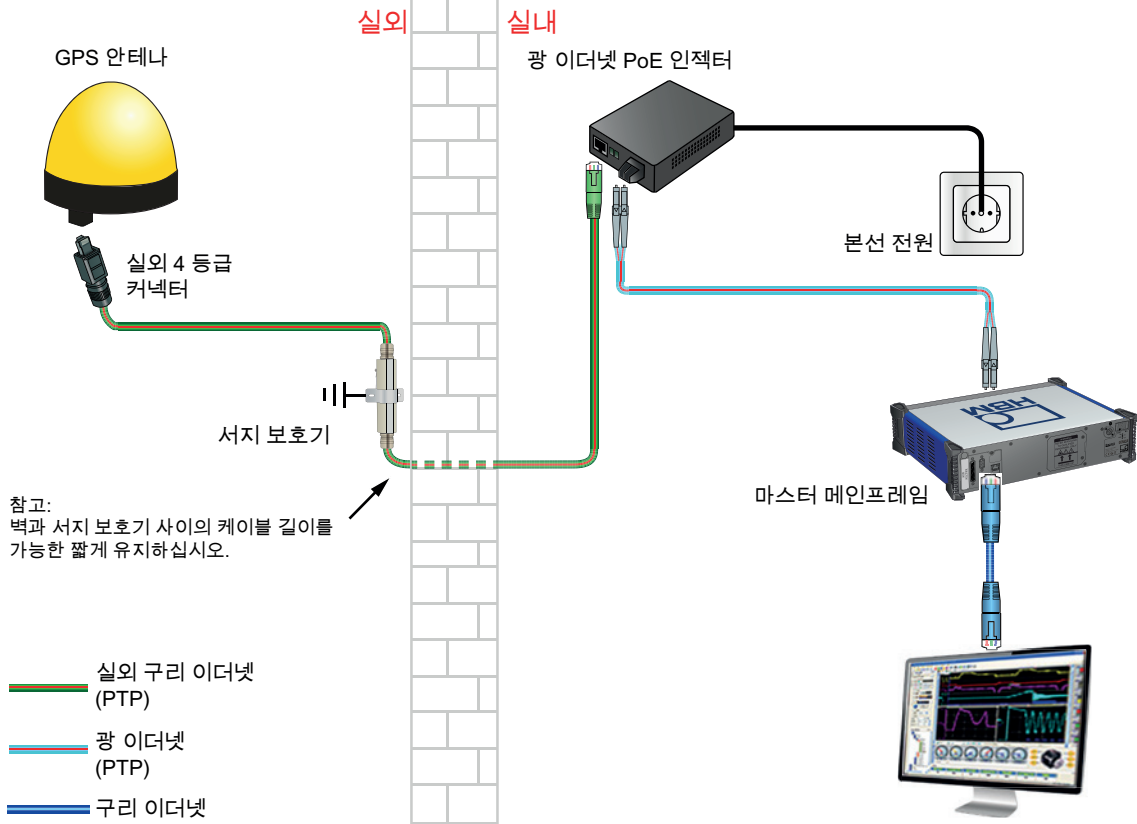 실외
실내
GPS 안테나
광 이더넷 PoE 인젝터
본선 전원
실외 4 등급
커넥터
서지 보호기
HBM
마스터 메인프레임
참고:
벽과 서지 보호기 사이의 케이블 길이를
가능한 짧게 유지하십시오.
실외 구리 이더넷
(PTP)
광 이더넷
(PTP)
구리 이더넷